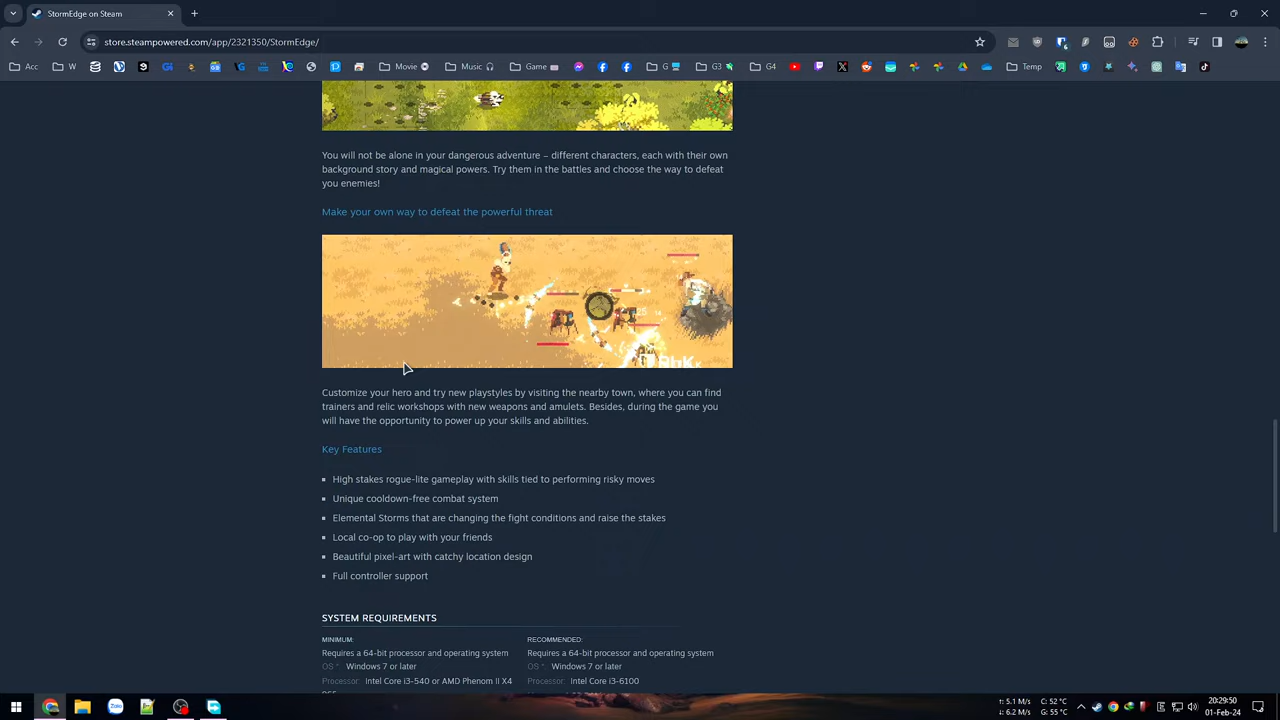 StormEdge on Steam
store.steampowered.com/app/2321350/StormEdge/
Acc
W
Movie
Music
Game
G
G3
G4
Temp
You will not be alone in your dangerous adventure – different characters, each with their own
background story and magical powers. Try them in the battles and choose the way to defeat
you enemies!
Make your own way to defeat the powerful threat
Customize your hero and try new playstyles by visiting the nearby town, where you can find
trainers and relic workshops with new weapons and amulets. Besides, during the game you
will have the opportunity to power up your skills and abilities.
Key Features
High stakes rogue-lite gameplay with skills tied to performing risky moves
Unique cooldown-free combat system
Elemental Storms that are changing the fight conditions and raise the stakes
Local co-op to play with your friends
Beautiful pixel-art with catchy location design
Full controller support
SYSTEM REQUIREMENTS
MINIMUM:
Requires a 64-bit processor and operating system
OS *: Windows 7 or later
Processor: Intel Core i3-540 or AMD Phenom II X4
RECOMMENDED:
Requires a 64-bit processor and operating system
OS *: Windows 7 or later
Processor: Intel Core i3-6100
Zalo
↑: 5.1 M/s C: 52 °C
↓: 6.2 M/s G: 55 °C
20:29:50
01-Feb-24